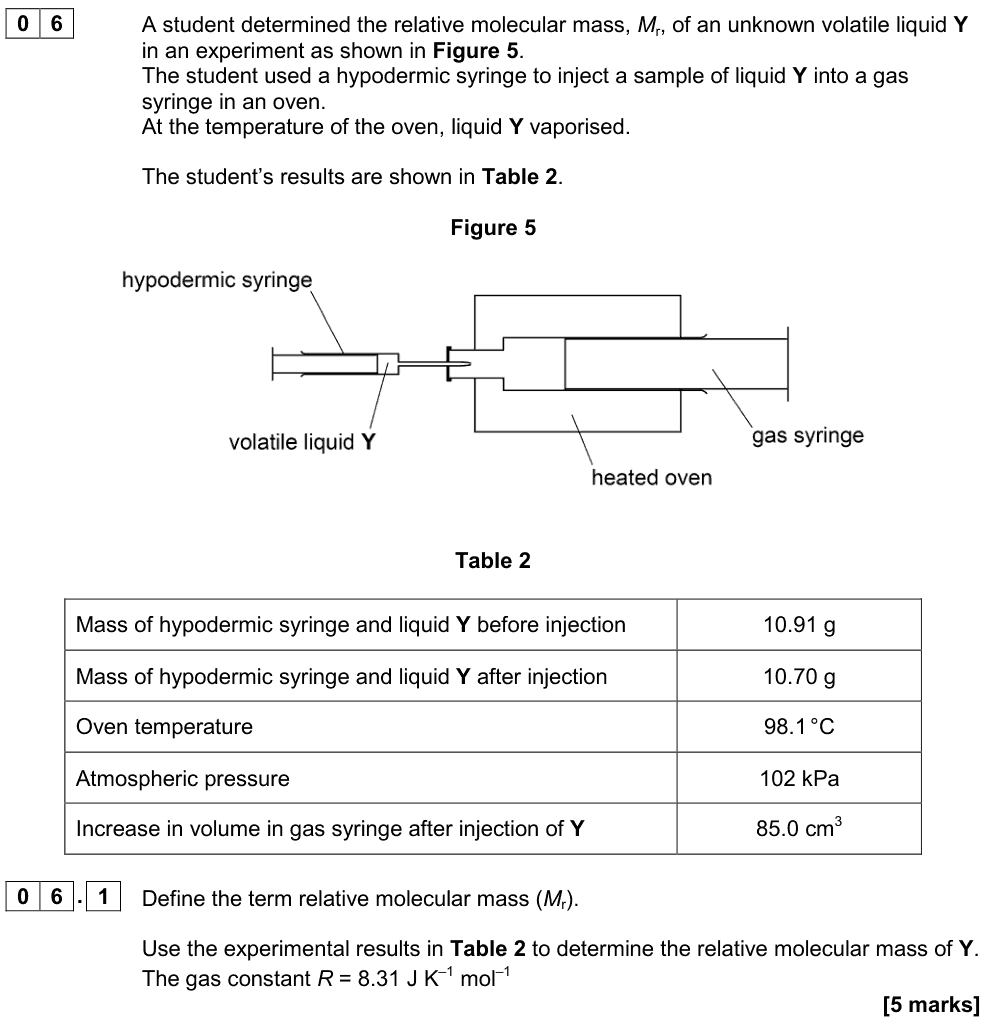 0 6 A student determined the relative molecular mass, Mr, of an unknown volatile liquid Y
in an experiment as shown in Figure 5.
The student used a hypodermic syringe to inject a sample of liquid Y into a gas
syringe in an oven.
At the temperature of the oven, liquid Y vaporised.
The student's results are shown in Table 2.
Figure 5
hypodermic syringe
volatile liquid Y
gas syringe
heated oven
Table 2
Mass of hypodermic syringe and liquid Y before injection 10.91 g
Mass of hypodermic syringe and liquid Y after injection 10.70 g
Oven temperature 98.1 °C
Atmospheric pressure 102 kPa
Increase in volume in gas syringe after injection of Y 85.0 cm³
0 6 . 1 Define the term relative molecular mass (Mr).
Use the experimental results in Table 2 to determine the relative molecular mass of Y.
The gas constant R = 8.31 J K⁻¹ mol⁻¹
[5 marks]